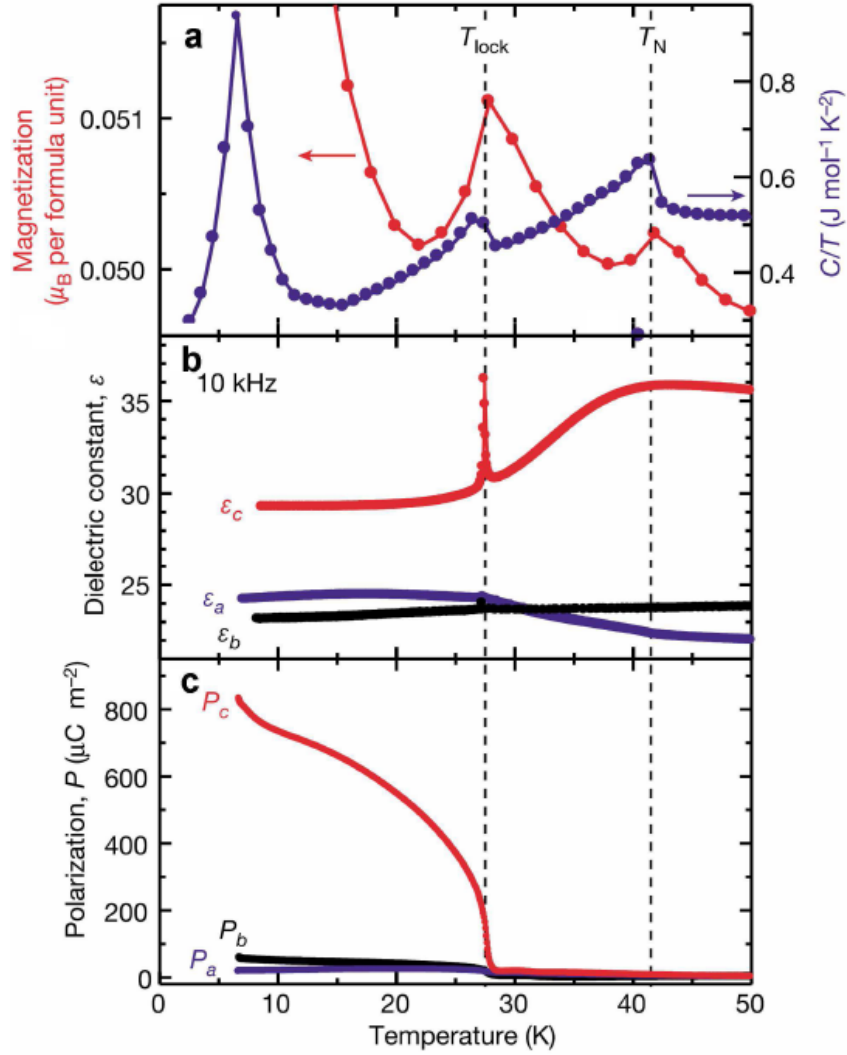 a
T_lock
T_N
Magnetization
(μ_B per formula unit)
0.051
0.050
0.8
0.6
0.4
C/T (J mol⁻¹ K⁻²)
b
10 kHz
Dielectric constant, ε
35
30
25
ε_c
ε_a
ε_b
c
Polarization, P (μC m⁻²)
800
600
400
200
0
P_c
P_b
P_a
0 10 20 30 40 50
Temperature (K)